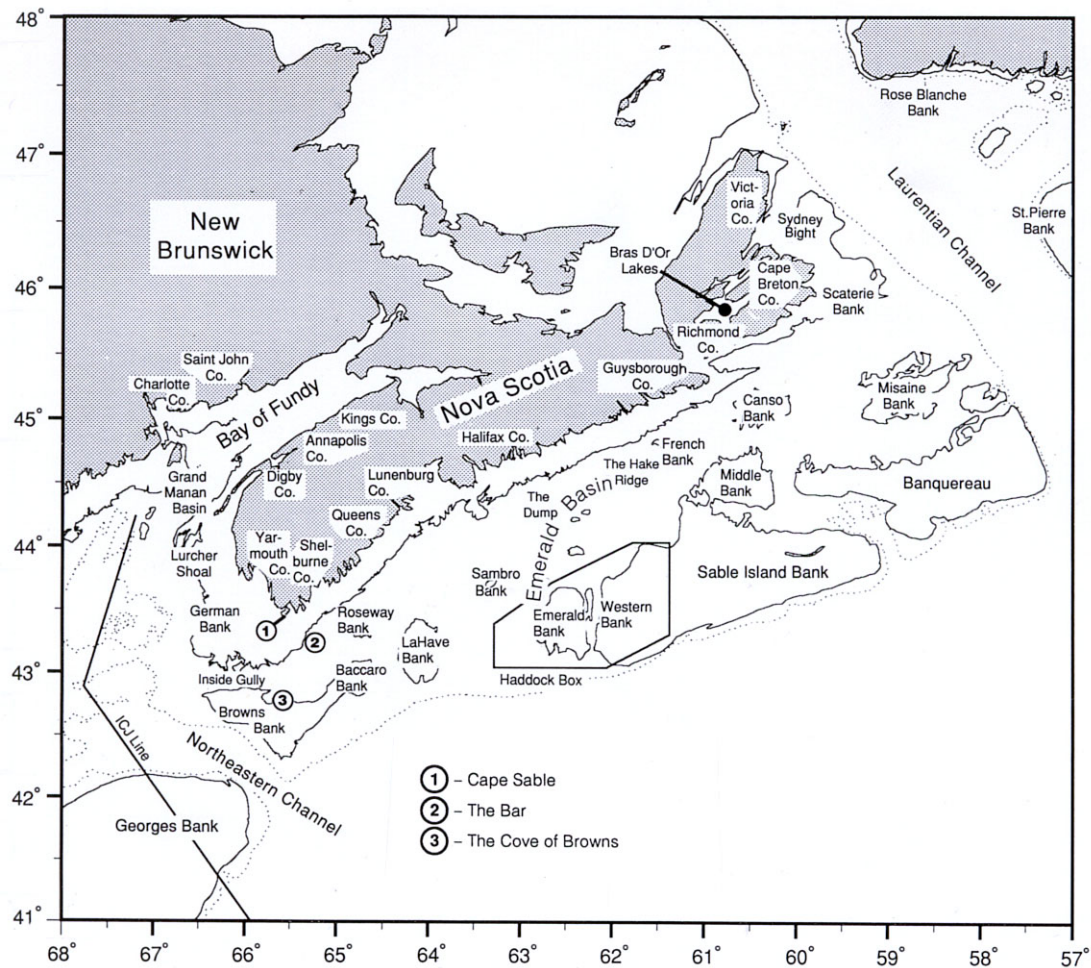 48°
47°
46°
45°
44°
43°
42°
41°
68°
67°
66°
65°
64°
63°
62°
61°
60°
59°
58°
57°
Rose Blanche
Bank
Laurentian Channel
St.Pierre
Bank
New
Brunswick
Vict-
oria
Co.
Sydney
Bight
Bras D'Or
Lakes
Cape
Breton
Co.
Scaterie
Bank
Richmond
Co.
Saint John
Co.
Charlotte
Co.
Bay of Fundy
Nova Scotia
Guysborough
Co.
Misaine
Bank
Canso
Bank
Kings Co.
Annapolis
Co.
Halifax Co.
French
Bank
The Hake
Ridge
Middle
Bank
Banquereau
Grand
Manan
Basin
Digby
Co.
Lunenburg
Co.
Queens
Co.
The
Dump
Emerald Basin
Lurcher
Shoal
Yar-
mouth
Co.
Shel-
burne
Co.
Sambro
Bank
Sable Island Bank
German
Bank
Roseway
Bank
Emerald
Bank
Western
Bank
1
2
LaHave
Bank
Inside Gully
Baccaro
Bank
Haddock Box
3
Browns
Bank
ICJ Line
Northeastern Channel
Georges Bank
1 – Cape Sable
2 – The Bar
3 – The Cove of Browns